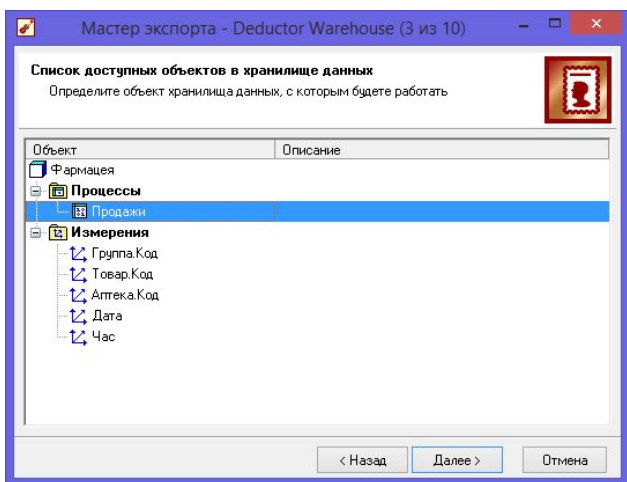 Мастер экспорта - Deductor Warehouse (3 из 10)
Список доступных объектов в хранилище данных
Определите объект хранилища данных, с которым будете работать
Объект Описание
Фармацея
Процессы
Продажи
Измерения
Группа.Код
Товар.Код
Аптека.Код
Дата
Час
< Назад Далее > Отмена